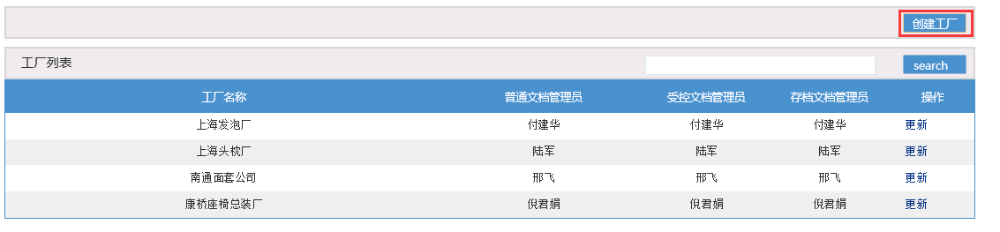 创建工厂
工厂列表 search
工厂名称 普通文档管理员 受控文档管理员 存档文档管理员 操作
上海发泡厂 付建华 付建华 付建华 更新
上海头枕厂 陆军 陆军 陆军 更新
南通面套公司 邢飞 邢飞 邢飞 更新
康桥座椅总装厂 倪君娟 倪君娟 倪君娟 更新